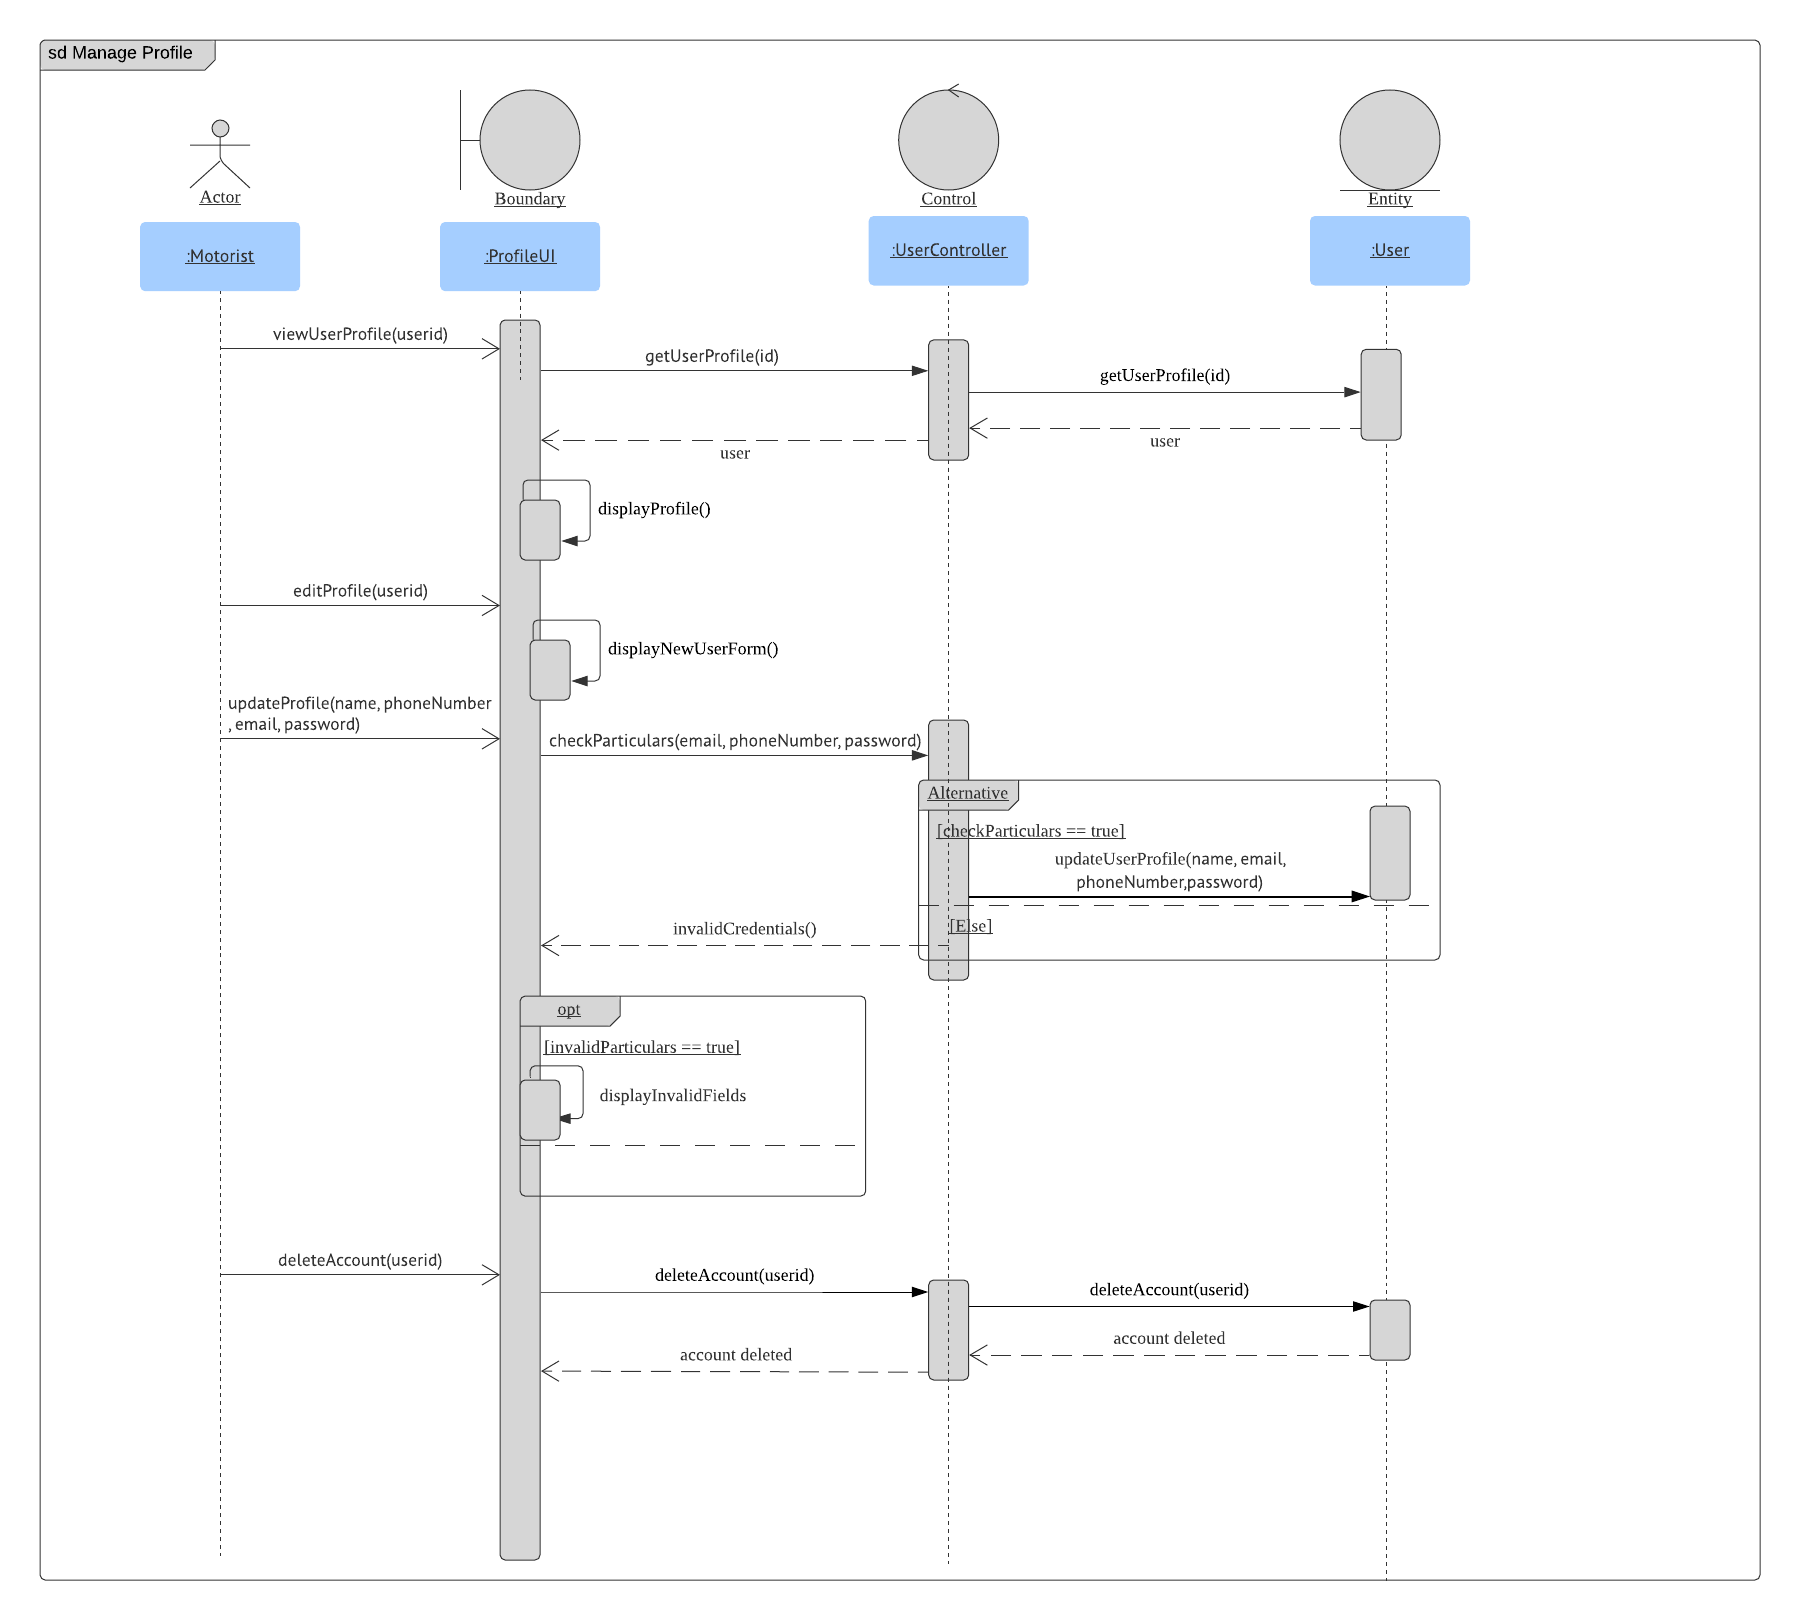 sd Manage Profile
Actor
Boundary
Control
Entity
:Motorist
:ProfileUI
:UserController
:User
viewUserProfile(userid)
getUserProfile(id)
getUserProfile(id)
user
user
displayProfile()
editProfile(userid)
displayNewUserForm()
updateProfile(name, phoneNumber
, email, password)
checkParticulars(email, phoneNumber, password)
Alternative
[checkParticulars == true]
updateUserProfile(name, email,
phoneNumber,password)
[Else]
invalidCredentials()
opt
[invalidParticulars == true]
displayInvalidFields
deleteAccount(userid)
deleteAccount(userid)
deleteAccount(userid)
account deleted
account deleted